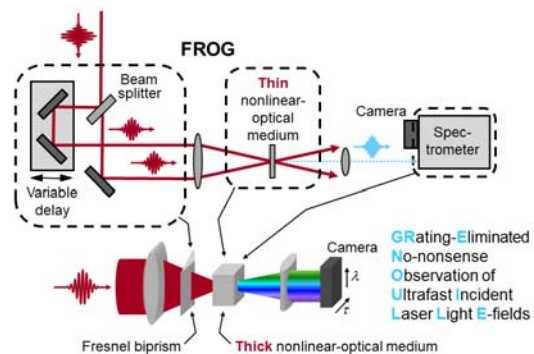 FROG
Beam
splitter
Thin
nonlinear-
optical
medium
Camera
Spec-
trometer
Variable
delay
Camera
λ
τ
GRating-Eliminated
No-nonsense
Observation of
Ultrafast Incident
Laser Light E-fields
Fresnel biprism
Thick nonlinear-optical medium